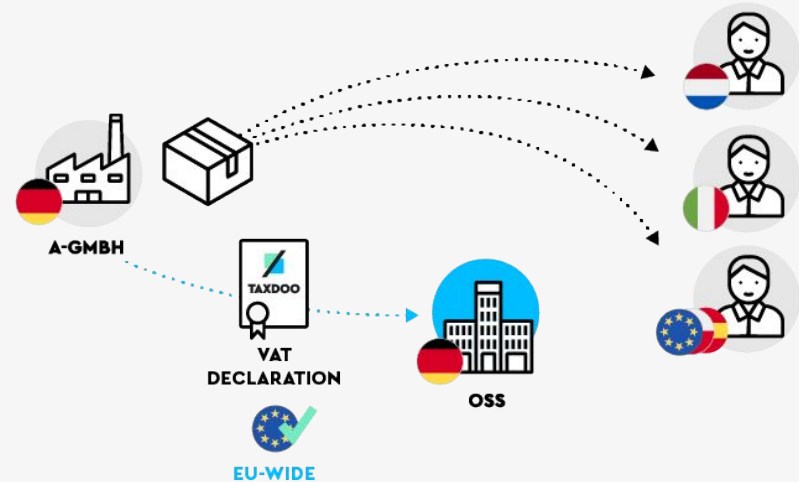 A-GMBH
TAXDOO
VAT
DECLARATION
OSS
EU-WIDE